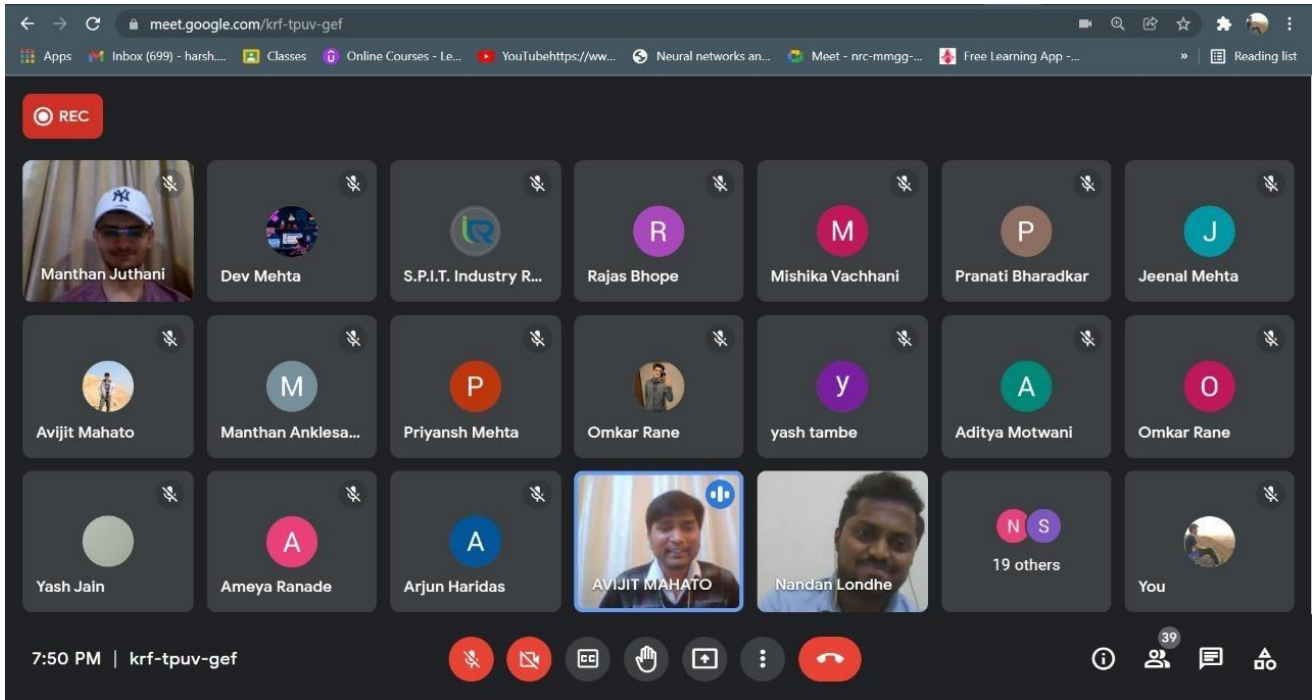 meet.google.com/krf-tpuv-gef
Apps Inbox (699) - harsh.... Classes Online Courses - Le... YouTubehttps://ww... Neural networks an... Meet - nrc-mmgg-... Free Learning App -... » Reading list
REC
Manthan Juthani Dev Mehta S.P.I.T. Industry R... Rajas Bhope Mishika Vachhani Pranati Bharadkar Jeenal Mehta
R M P J
Avijit Mahato Manthan Anklesa... Priyansh Mehta Omkar Rane yash tambe Aditya Motwani Omkar Rane
M P y A O
Yash Jain Ameya Ranade Arjun Haridas AVIJIT MAHATO Nandan Londhe 19 others You
A A N S
7:50 PM | krf-tpuv-gef
CC
39